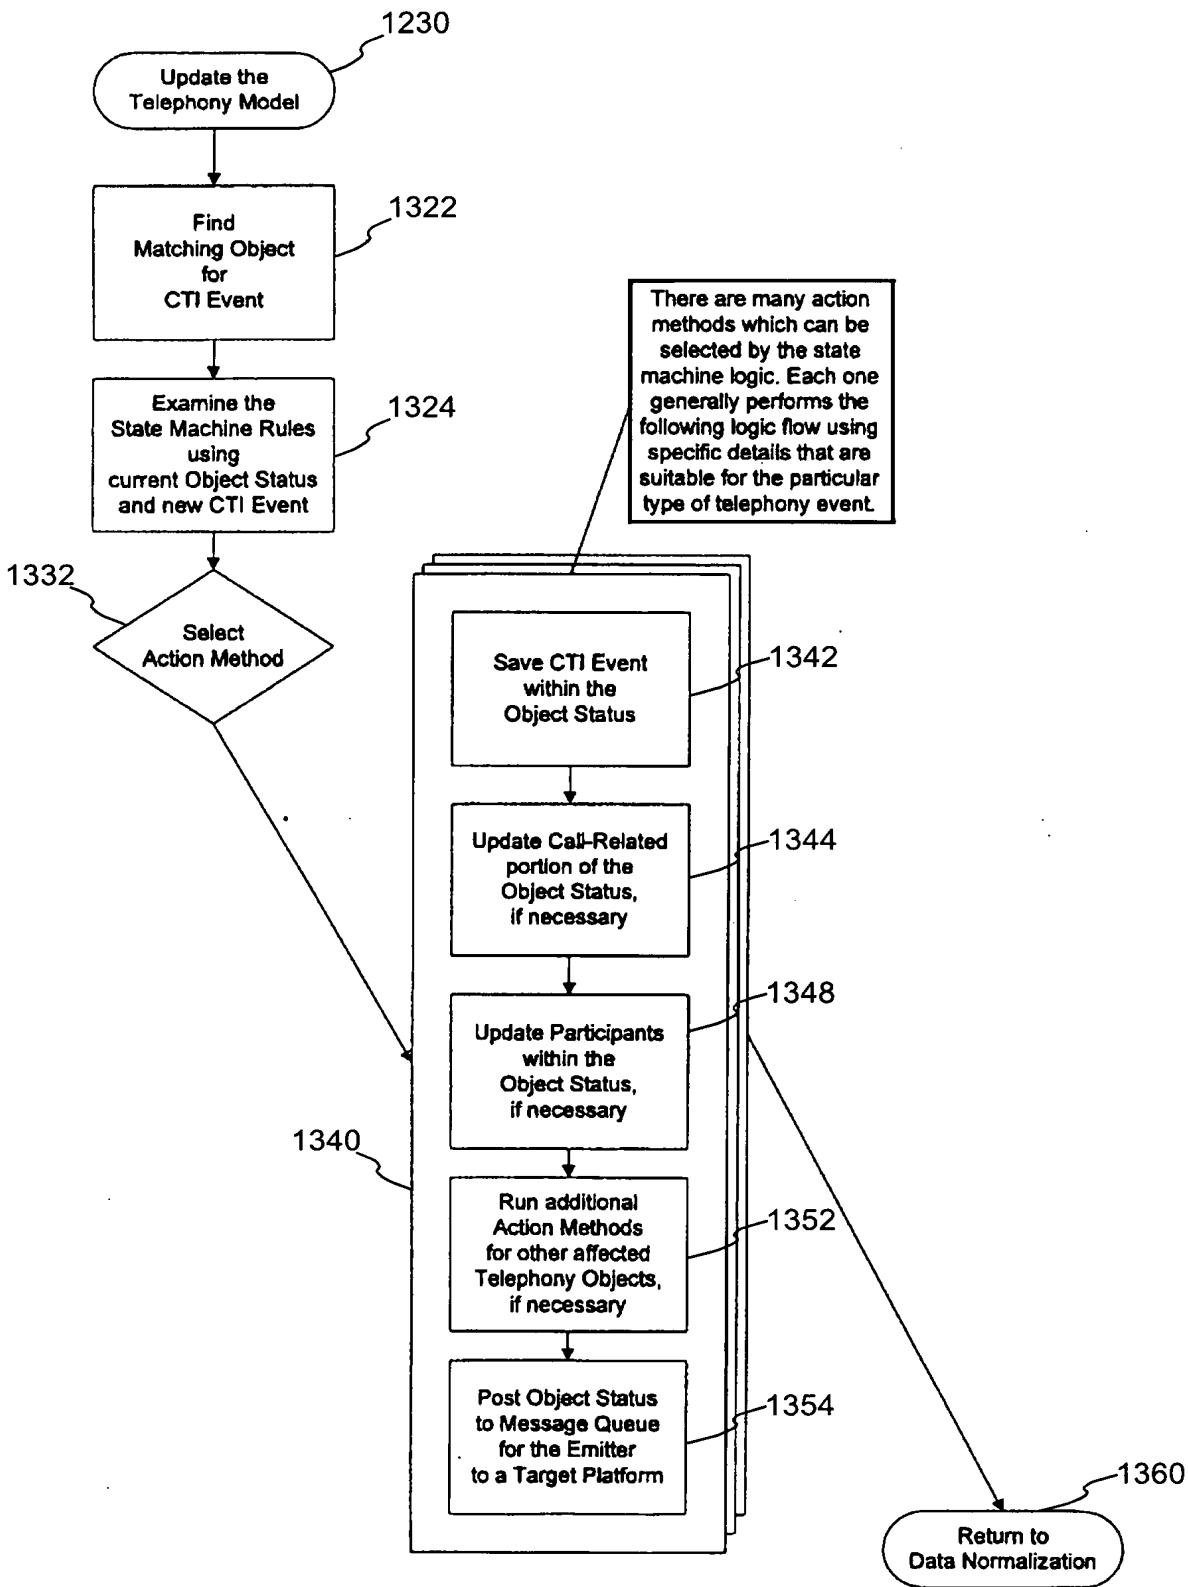 1230
Update the
Telephony Model
1322
Find
Matching Object
for
CTI Event
There are many action
methods which can be
selected by the state
machine logic. Each one
generally performs the
following logic flow using
specific details that are
suitable for the particular
type of telephony event.
1324
Examine the
State Machine Rules
using
current Object Status
and new CTI Event
1332
Select
Action Method
1342
Save CTI Event
within the
Object Status
1344
Update Call-Related
portion of the
Object Status,
if necessary
1348
Update Participants
within the
Object Status,
if necessary
1340
1352
Run additional
Action Methods
for other affected
Telephony Objects,
if necessary
1354
Post Object Status
to Message Queue
for the Emitter
to a Target Platform
1360
Return to
Data Normalization